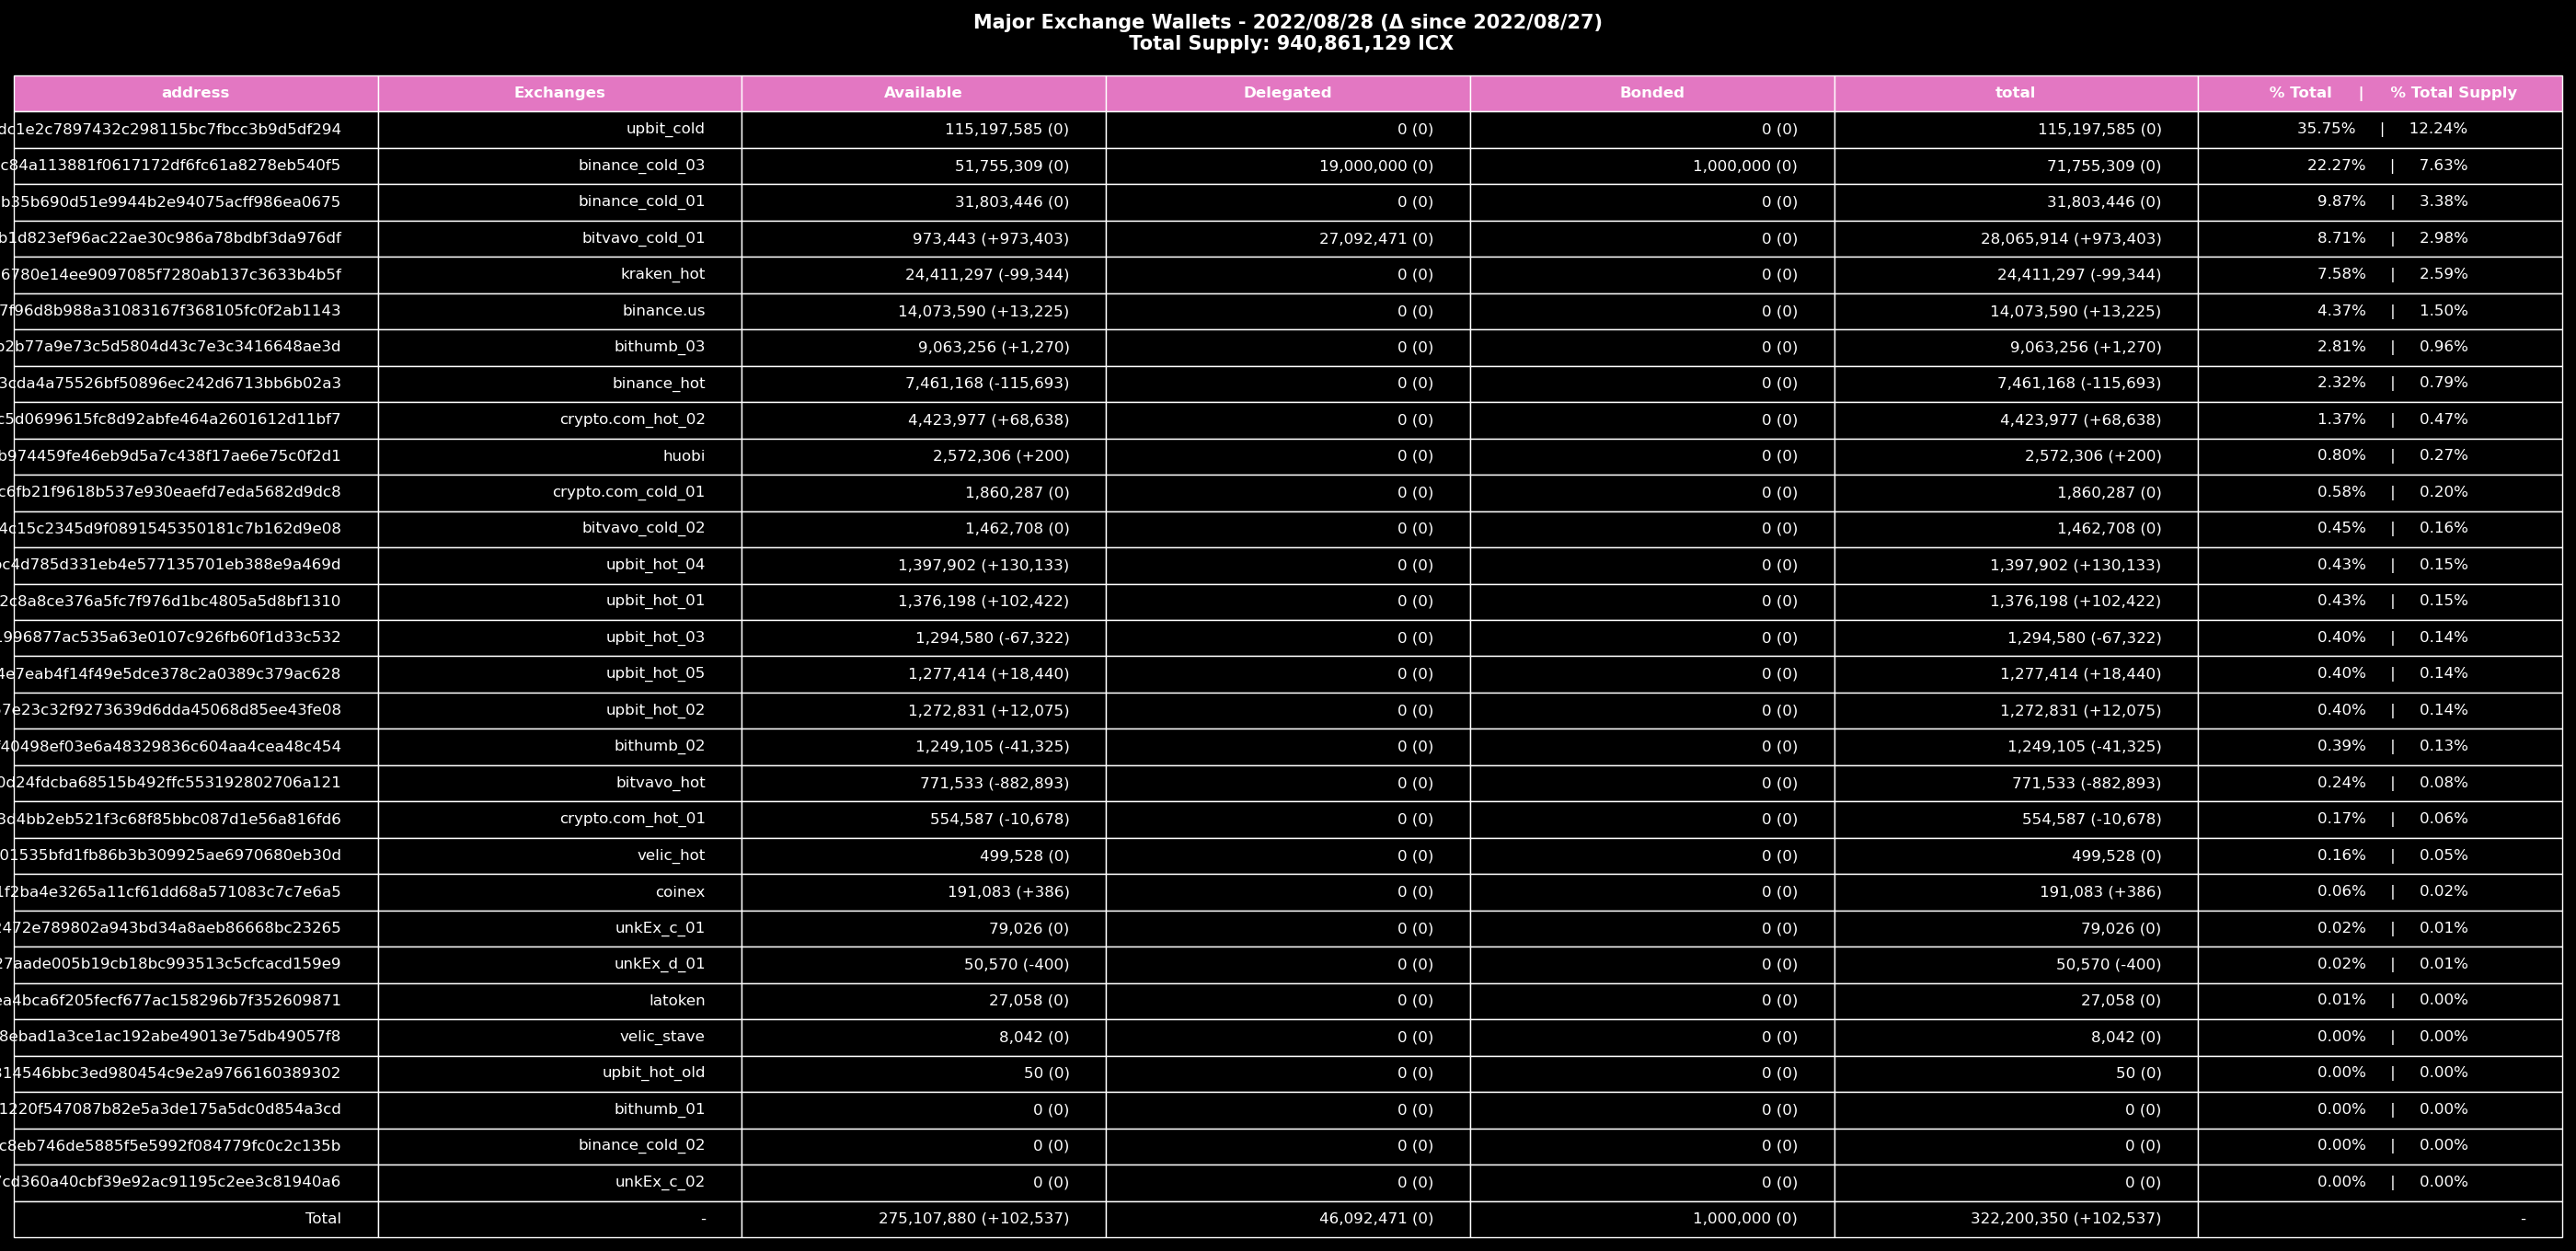 Major Exchange Wallets - 2022/08/28 (Δ since 2022/08/27)
Total Supply: 940,861,129 ICX
address Exchanges Available Delegated Bonded total % Total | % Total Supply
dc1e2c7897432c298115bc7fbcc3b9d5df294 upbit_cold 115,197,585 (0) 0 (0) 0 (0) 115,197,585 (0) 35.75% | 12.24%
c84a113881f0617172df6fc61a8278eb540f5 binance_cold_03 51,755,309 (0) 19,000,000 (0) 1,000,000 (0) 71,755,309 (0) 22.27% | 7.63%
b35b690d51e9944b2e94075acff986ea0675 binance_cold_01 31,803,446 (0) 0 (0) 0 (0) 31,803,446 (0) 9.87% | 3.38%
b1d823ef96ac22ae30c986a78bdbf3da976df bitvavo_cold_01 973,443 (+973,403) 27,092,471 (0) 0 (0) 28,065,914 (+973,403) 8.71% | 2.98%
6780e14ee9097085f7280ab137c3633b4b5f kraken_hot 24,411,297 (-99,344) 0 (0) 0 (0) 24,411,297 (-99,344) 7.58% | 2.59%
7f96d8b988a31083167f368105fc0f2ab1143 binance.us 14,073,590 (+13,225) 0 (0) 0 (0) 14,073,590 (+13,225) 4.37% | 1.50%
b2b77a9e73c5d5804d43c7e3c3416648ae3d bithumb_03 9,063,256 (+1,270) 0 (0) 0 (0) 9,063,256 (+1,270) 2.81% | 0.96%
3cda4a75526bf50896ec242d6713bb6b02a3 binance_hot 7,461,168 (-115,693) 0 (0) 0 (0) 7,461,168 (-115,693) 2.32% | 0.79%
c5d0699615fc8d92abfe464a2601612d11bf7 crypto.com_hot_02 4,423,977 (+68,638) 0 (0) 0 (0) 4,423,977 (+68,638) 1.37% | 0.47%
b974459fe46eb9d5a7c438f17ae6e75c0f2d1 huobi 2,572,306 (+200) 0 (0) 0 (0) 2,572,306 (+200) 0.80% | 0.27%
c6fb21f9618b537e930eaefd7eda5682d9dc8 crypto.com_cold_01 1,860,287 (0) 0 (0) 0 (0) 1,860,287 (0) 0.58% | 0.20%
4c15c2345d9f0891545350181c7b162d9e08 bitvavo_cold_02 1,462,708 (0) 0 (0) 0 (0) 1,462,708 (0) 0.45% | 0.16%
bc4d785d331eb4e577135701eb388e9a469d upbit_hot_04 1,397,902 (+130,133) 0 (0) 0 (0) 1,397,902 (+130,133) 0.43% | 0.15%
2c8a8ce376a5fc7f976d1bc4805a5d8bf1310 upbit_hot_01 1,376,198 (+102,422) 0 (0) 0 (0) 1,376,198 (+102,422) 0.43% | 0.15%
1996877ac535a63e0107c926fb60f1d33c532 upbit_hot_03 1,294,580 (-67,322) 0 (0) 0 (0) 1,294,580 (-67,322) 0.40% | 0.14%
4e7eab4f14f49e5dce378c2a0389c379ac628 upbit_hot_05 1,277,414 (+18,440) 0 (0) 0 (0) 1,277,414 (+18,440) 0.40% | 0.14%
57e23c32f9273639d6dda45068d85ee43fe08 upbit_hot_02 1,272,831 (+12,075) 0 (0) 0 (0) 1,272,831 (+12,075) 0.40% | 0.14%
f40498ef03e6a48329836c604aa4cea48c454 bithumb_02 1,249,105 (-41,325) 0 (0) 0 (0) 1,249,105 (-41,325) 0.39% | 0.13%
0d24fdcba68515b492ffc553192802706a121 bitvavo_hot 771,533 (-882,893) 0 (0) 0 (0) 771,533 (-882,893) 0.24% | 0.08%
3d4bb2eb521f3c68f85bbc087d1e56a816fd6 crypto.com_hot_01 554,587 (-10,678) 0 (0) 0 (0) 554,587 (-10,678) 0.17% | 0.06%
01535bfd1fb86b3b309925ae6970680eb30d velic_hot 499,528 (0) 0 (0) 0 (0) 499,528 (0) 0.16% | 0.05%
1f2ba4e3265a11cf61dd68a571083c7c7e6a5 coinex 191,083 (+386) 0 (0) 0 (0) 191,083 (+386) 0.06% | 0.02%
2472e789802a943bd34a8aeb86668bc23265 unkEx_c_01 79,026 (0) 0 (0) 0 (0) 79,026 (0) 0.02% | 0.01%
27aade005b19cb18bc993513c5cfcacd159e9 unkEx_d_01 50,570 (-400) 0 (0) 0 (0) 50,570 (-400) 0.02% | 0.01%
ea4bca6f205fecf677ac158296b7f352609871 latoken 27,058 (0) 0 (0) 0 (0) 27,058 (0) 0.01% | 0.00%
8ebad1a3ce1ac192abe49013e75db49057f8 velic_stave 8,042 (0) 0 (0) 0 (0) 8,042 (0) 0.00% | 0.00%
314546bbc3ed980454c9e2a9766160389302 upbit_hot_old 50 (0) 0 (0) 0 (0) 50 (0) 0.00% | 0.00%
1220f547087b82e5a3de175a5dc0d854a3cd bithumb_01 0 (0) 0 (0) 0 (0) 0 (0) 0.00% | 0.00%
c8eb746de5885f5e5992f084779fc0c2c135b binance_cold_02 0 (0) 0 (0) 0 (0) 0 (0) 0.00% | 0.00%
7cd360a40cbf39e92ac91195c2ee3c81940a6 unkEx_c_02 0 (0) 0 (0) 0 (0) 0 (0) 0.00% | 0.00%
Total - 275,107,880 (+102,537) 46,092,471 (0) 1,000,000 (0) 322,200,350 (+102,537) -